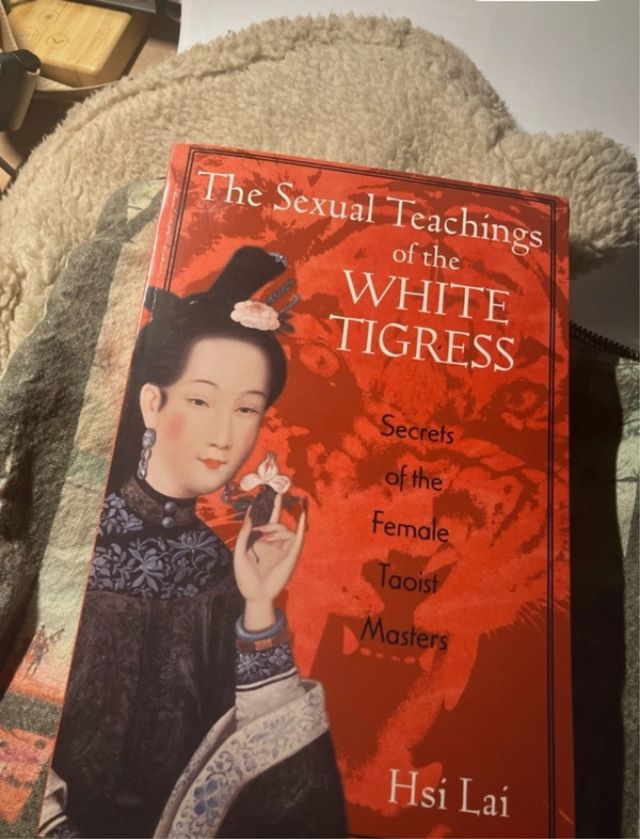 The Sexual Teachings
of the
WHITE
TIGRESS
Secrets
of the
Female
Taoist
Masters
Hsi Lai